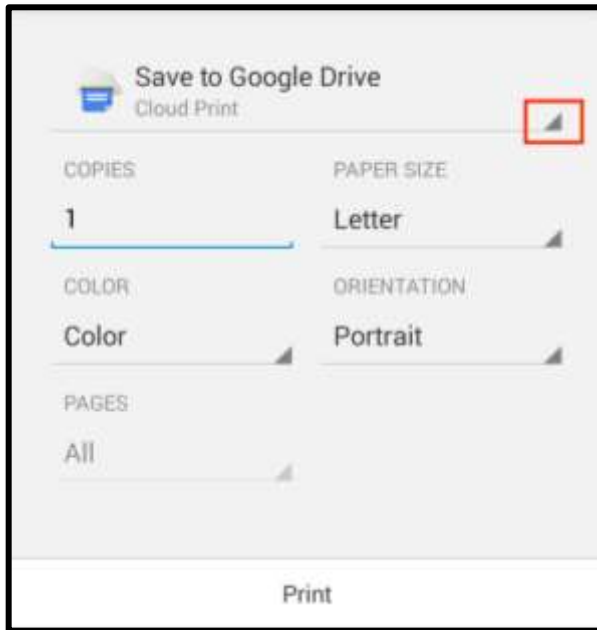 Save to Google Drive
Cloud Print
COPIES PAPER SIZE
1 Letter
COLOR ORIENTATION
Color Portrait
PAGES
All
Print